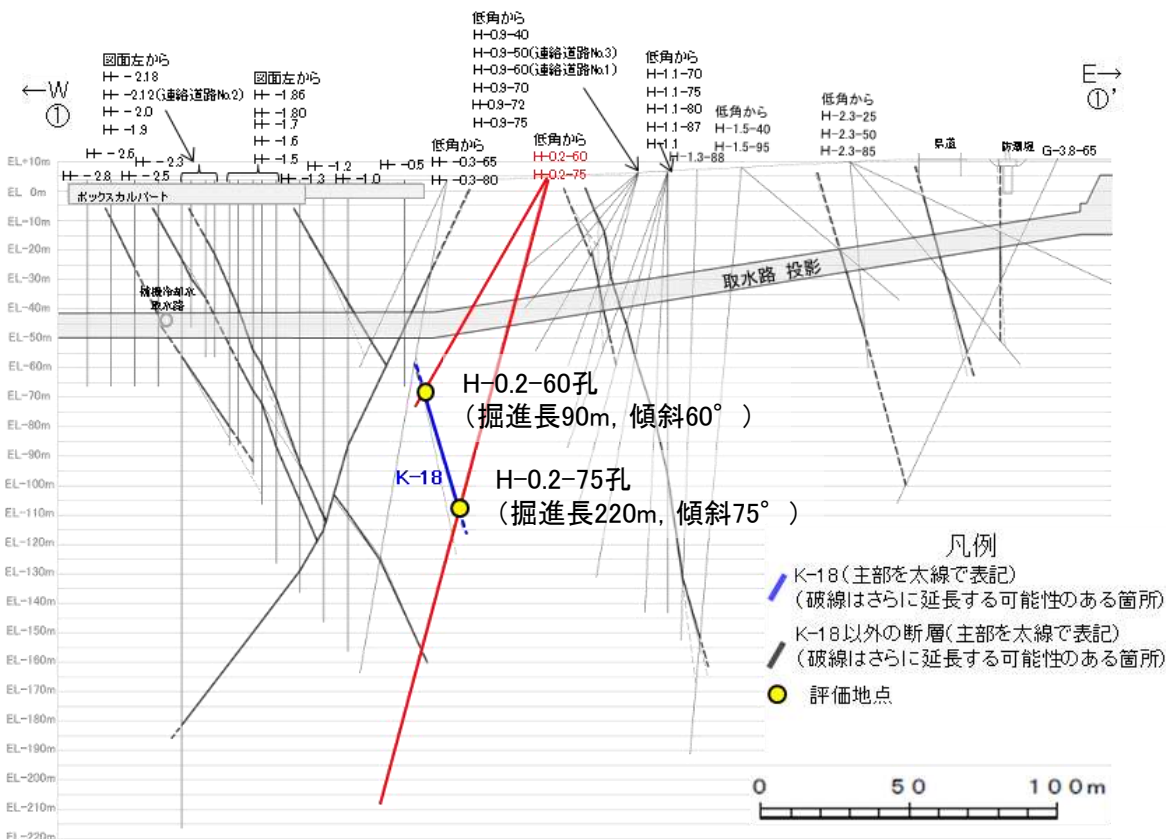 ←W
①
図面左から
H- -2.18
H- -2.12(連絡道路No.2)
H- -2.0
H- -1.9
図面左から
H- -1.86
H- -1.80
H- -1.7
H- -1.6
H- -1.5
低角から
H-0.9-40
H-0.9-50(連絡道路No.3)
H-0.9-60(連絡道路No.1)
H-0.9-70
H-0.9-72
H-0.9-75
低角から
H-1.1-70
H-1.1-75
H-1.1-80
H-1.1-87
H-1.1
低角から
H-1.5-40
H-1.5-95
低角から
H-2.3-25
H-2.3-50
H-2.3-85
E→
①'
H- -2.6
H- -2.3
H- -2.8
H- -2.5
H- -1.2
H- -1.3
H- -1.0
H- -0.5
低角から
H--0.3-65
H--0.3-80
低角から
H-0.2-60
H-0.2-75
H-1.3-88
県道
防潮堤
G-3.8-65
EL+10m
EL 0m
EL-10m
EL-20m
EL-30m
EL-40m
EL-50m
EL-60m
EL-70m
EL-80m
EL-90m
EL-100m
EL-110m
EL-120m
EL-130m
EL-140m
EL-150m
EL-160m
EL-170m
EL-180m
EL-190m
EL-200m
EL-210m
EL-220m
ボックスカルバート
補機冷却水
取水路
取水路 投影
H-0.2-60孔
(掘進長90m, 傾斜60°)
K-18
H-0.2-75孔
(掘進長220m, 傾斜75°)
凡例
K-18(主部を太線で表記)
(破線はさらに延長する可能性のある箇所)
K-18以外の断層(主部を太線で表記)
(破線はさらに延長する可能性のある箇所)
評価地点
0 50 100m